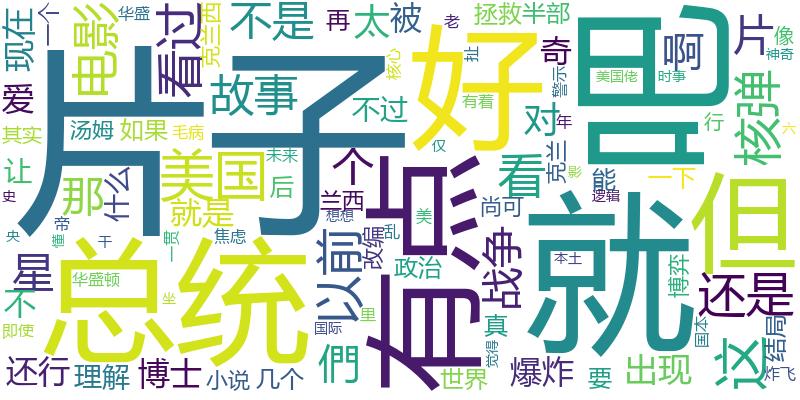 片子
总统
有点
就
吧
好
但
美国
故事
电影
看过
现在
一个
华盛
克兰西
不是
再
太
被
拯救
半部
老
扯
核心
奇
啊
片
像
神奇
美国佬
时事
警示
爱
其实
汤姆
如果
毛病
不过
有着
对
年
核弹
行
六
让
那
什么
未来
个
仅
看
克兰
能
影
逻辑
一下
史
帝
就是
后
兰西
想想
美
尚可
央
懂
干
一贯
焦虑
以前
改编
乱
战争
本土
博弈
还是
星
华盛顿
政治
不
坐
里
真
国本
结局
即使
国际
觉得
这
还行
理解
博士
小说
几个
們
世界
爆炸
要
出现
炸飞